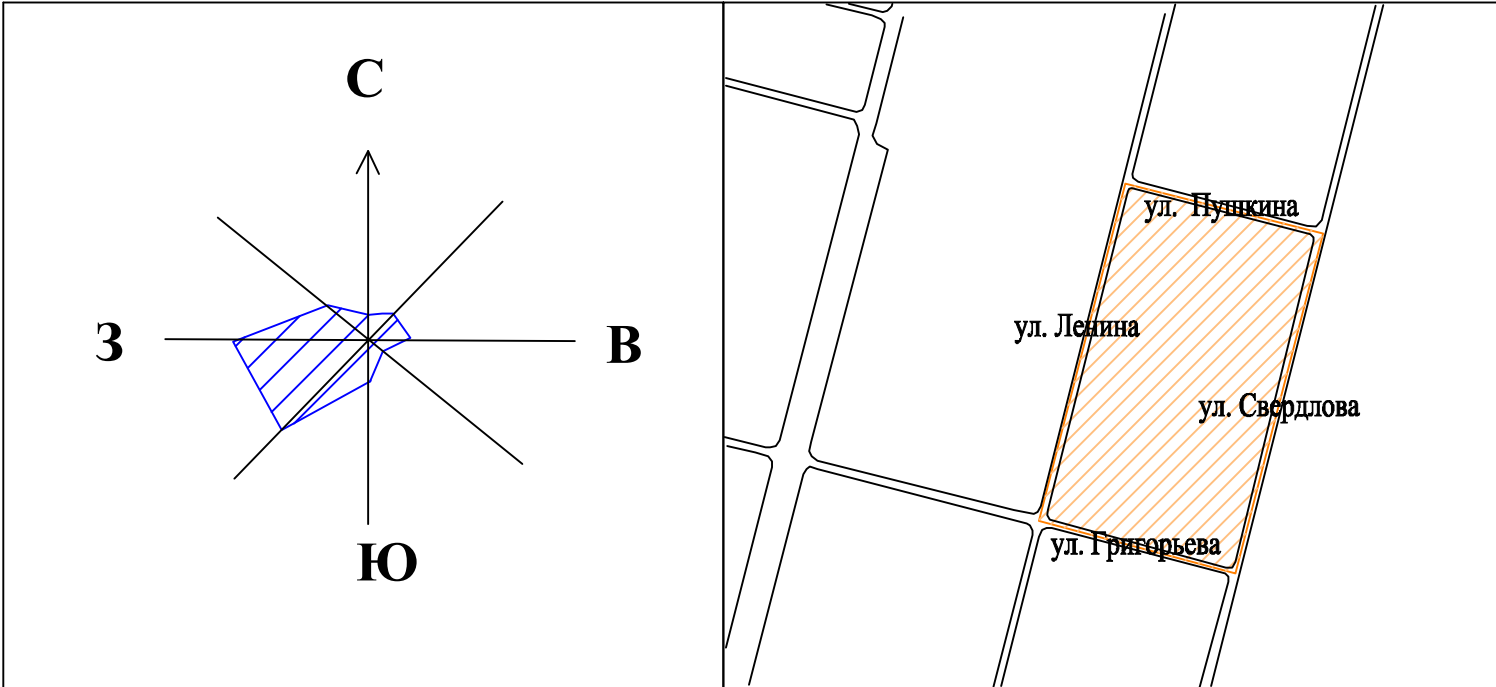 С
З
В
Ю
ул. Пушкина
ул. Ленина
ул. Свердлова
ул. Григорьева